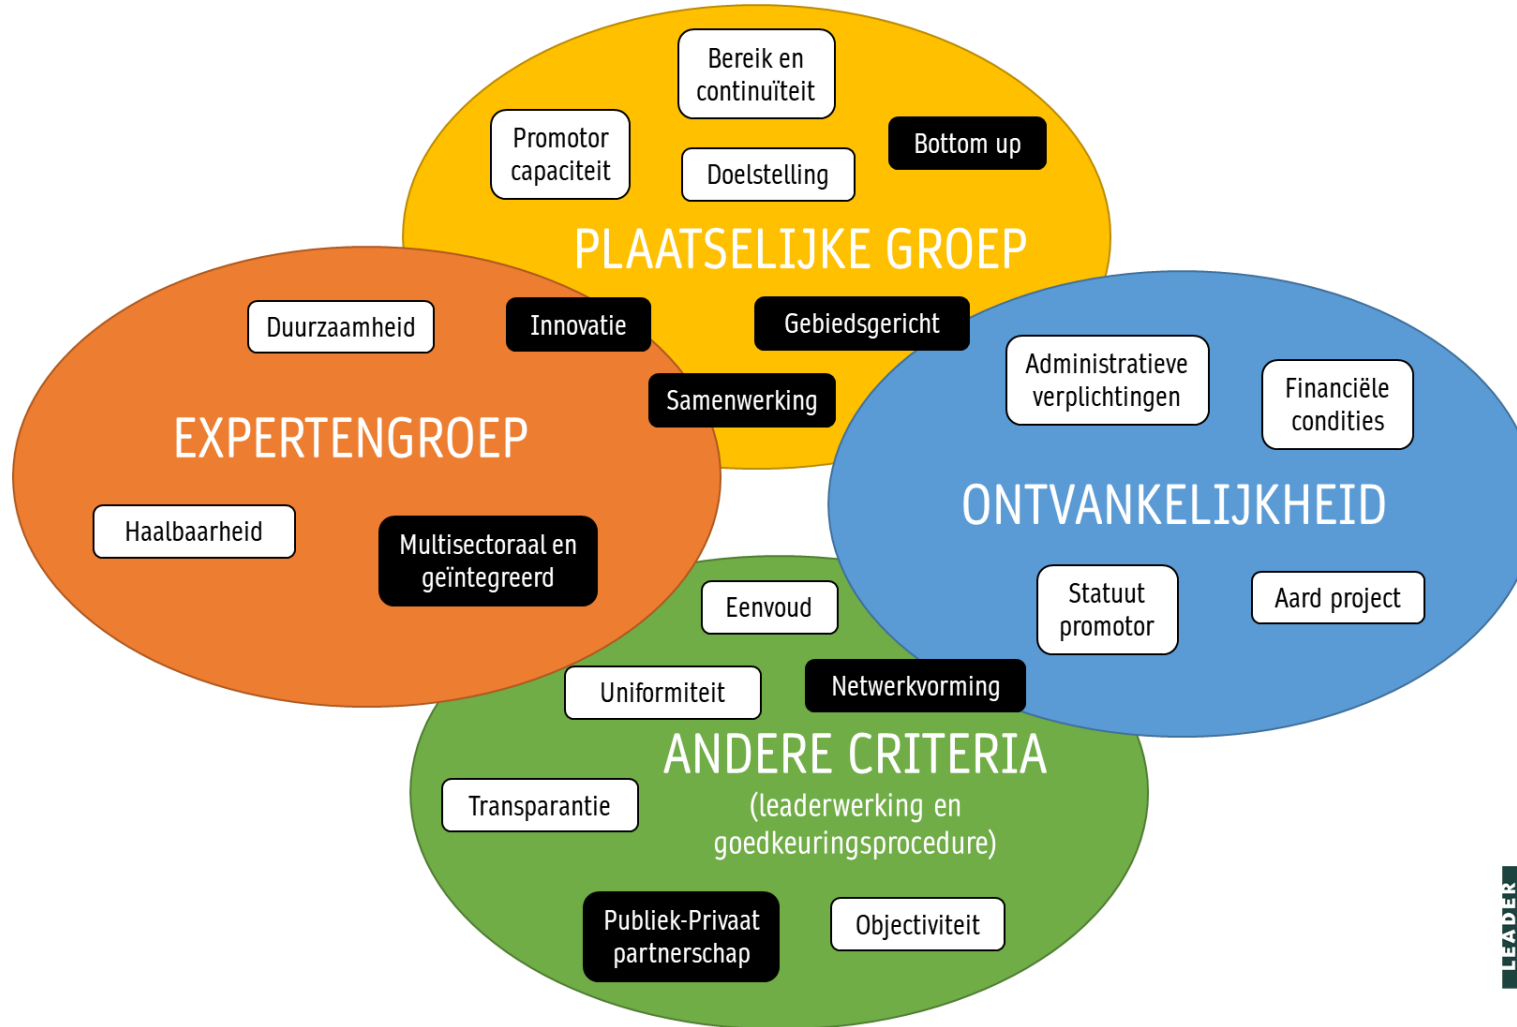 Bereik en
continuïteit
Promotor
capaciteit
Doelstelling
Bottom up
PLAATSELIJKE GROEP
Innovatie
Gebiedsgericht
Samenwerking
Duurzaamheid
EXPERTENGROEP
Haalbaarheid
Multisectoraal en
geïntegreerd
Administratieve
verplichtingen
Financiële
condities
ONTVANKELIJKHEID
Statuut
promotor
Aard project
Eenvoud
Uniformiteit
Netwerkvorming
ANDERE CRITERIA
(leaderwerking en
goedkeuringsprocedure)
Transparantie
Publiek-Privaat
partnerschap
Objectiviteit
LEADER